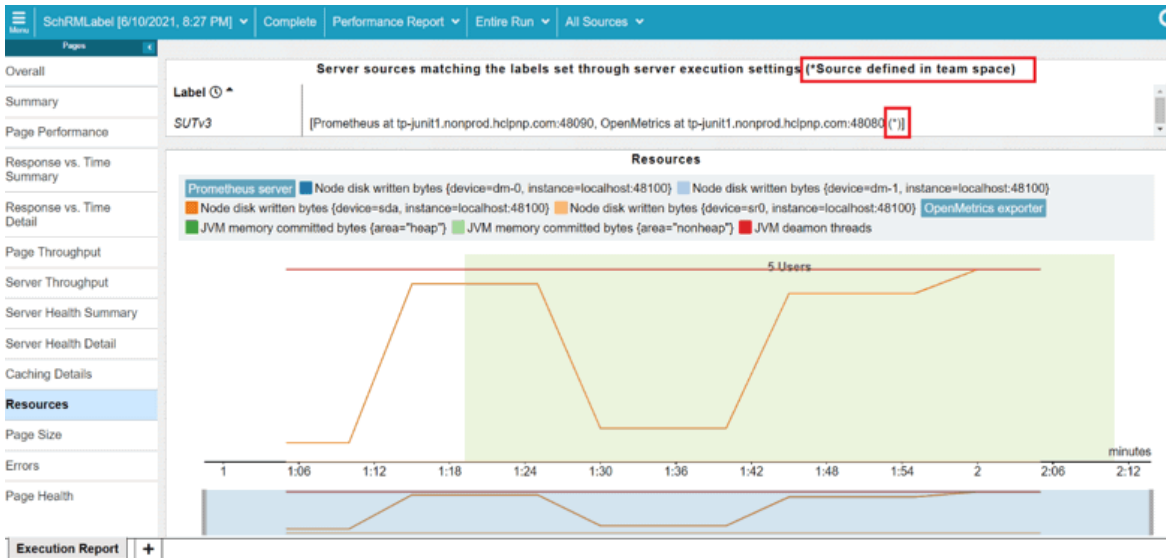 Menu
SchRMLabel [6/10/2021, 8:27 PM]
Complete
Performance Report
Entire Run
All Sources
Pages
Overall
Summary
Page Performance
Response vs. Time
Summary
Response vs. Time
Detail
Page Throughput
Server Throughput
Server Health Summary
Server Health Detail
Caching Details
Resources
Page Size
Errors
Page Health
Server sources matching the labels set through server execution settings (*Source defined in team space)
Label
SUTv3
[Prometheus at tp-junit1.nonprod.hclpnp.com:48090, OpenMetrics at tp-junit1.nonprod.hclpnp.com:48080 (*)]
Resources
Prometheus server Node disk written bytes {device=dm-0, instance=localhost:48100} Node disk written bytes {device=dm-1, instance=localhost:48100}
Node disk written bytes {device=sda, instance=localhost:48100} Node disk written bytes {device=sr0, instance=localhost:48100} OpenMetrics exporter
JVM memory committed bytes {area="heap"} JVM memory committed bytes {area="nonheap"} JVM deamon threads
5 Users
minutes
1 1:06 1:12 1:18 1:24 1:30 1:36 1:42 1:48 1:54 2 2:06 2:12
Execution Report +